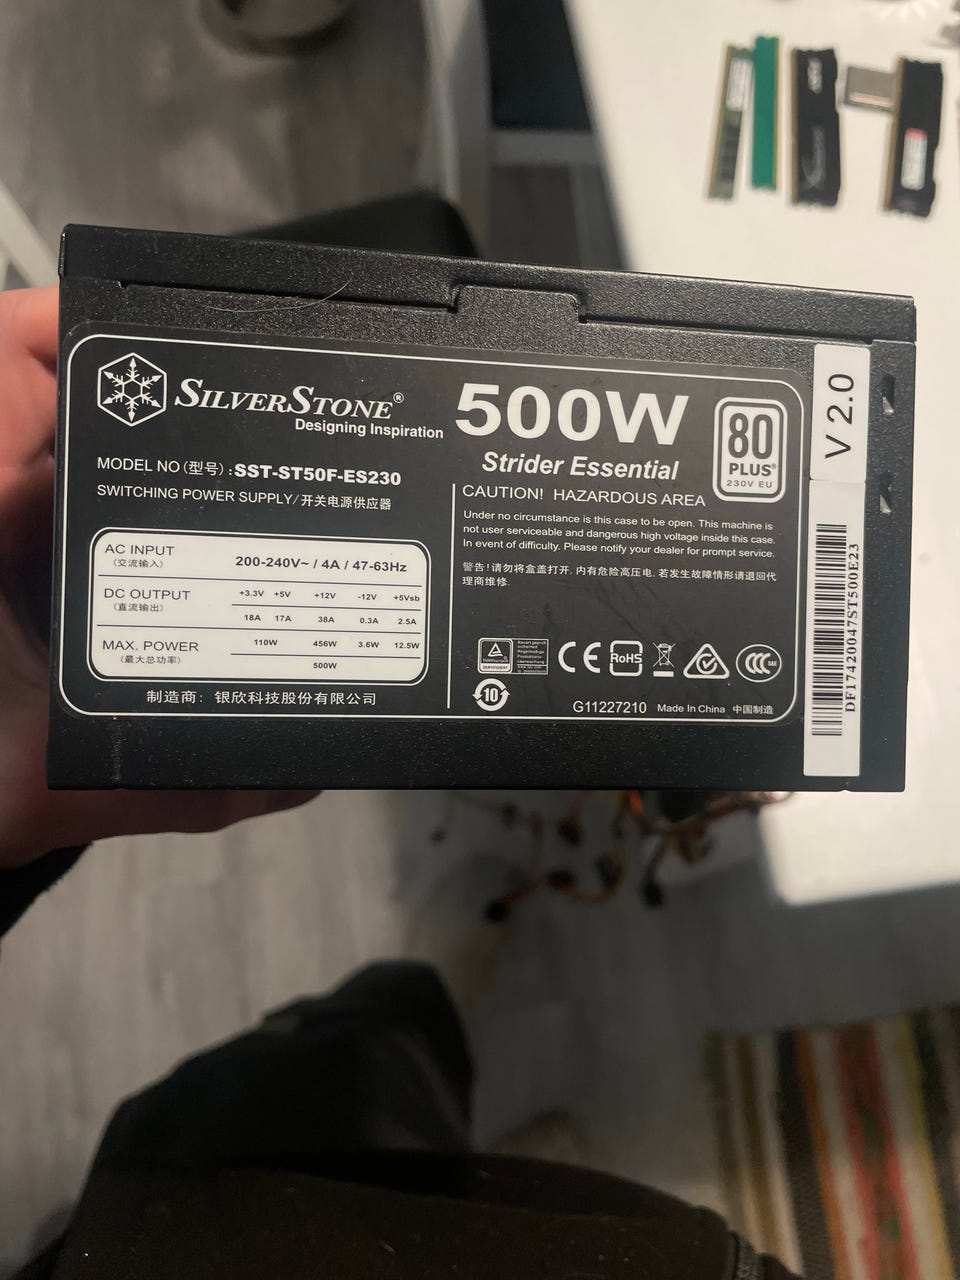 SILVERSTONE®
Designing Inspiration
500W
Strider Essential
80
PLUS®
230V EU
V 2.0
MODEL NO (型号) : SST-ST50F-ES230
SWITCHING POWER SUPPLY/开关电源供应器
AC INPUT
(交流输入)
200-240V~ / 4A / 47-63Hz
DC OUTPUT
(直流输出)
+3.3V +5V +12V -12V +5Vsb
18A 17A 38A 0.3A 2.5A
MAX. POWER
(最大总功率)
110W 456W 3.6W 12.5W
500W
制造商: 银欣科技股份有限公司
CAUTION! HAZARDOUS AREA
Under no circumstance is this case to be open. This machine is
not user serviceable and dangerous high voltage inside this case.
In event of difficulty. Please notify your dealer for prompt service.
警告!请勿将盒盖打开, 内有危险高压电, 若发生故障情形请退回代
理商维修.
CE
RoHS
10
G11227210 Made In China 中国制造
DF17420047ST500E23